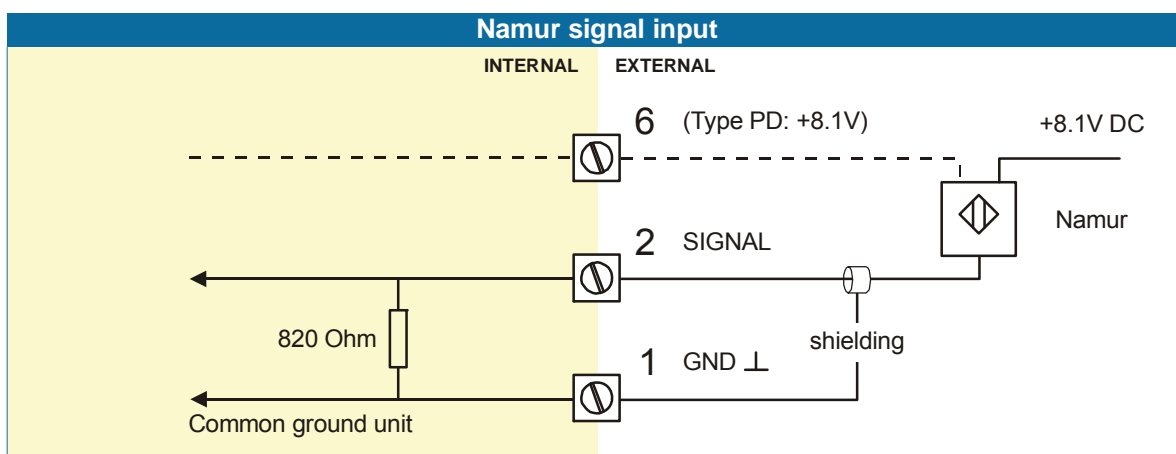 Namur signal input
INTERNAL EXTERNAL
6 (Type PD: +8.1V) +8.1V DC
Namur
2 SIGNAL
820 Ohm
shielding
1 GND ⊥
Common ground unit